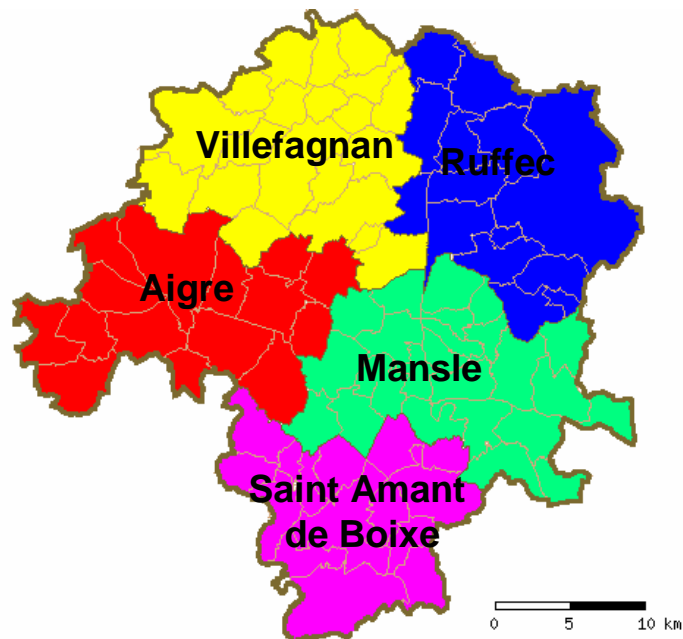 Villefagnan
Ruffec
Aigre
Mansle
Saint Amant
de Boixe
0 5 10 km